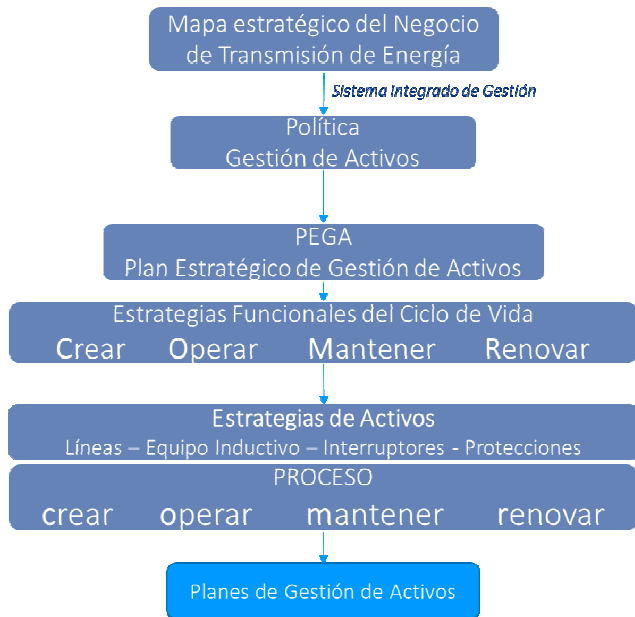 Mapa estratégico del Negocio
de Transmisión de Energía
Sistema Integrado de Gestión
Política
Gestión de Activos
PEGA
Plan Estratégico de Gestión de Activos
Estrategias Funcionales del Ciclo de Vida
Crear Operar Mantener Renovar
Estrategias de Activos
Líneas – Equipo Inductivo – Interruptores - Protecciones
PROCESO
crear operar mantener renovar
Planes de Gestión de Activos